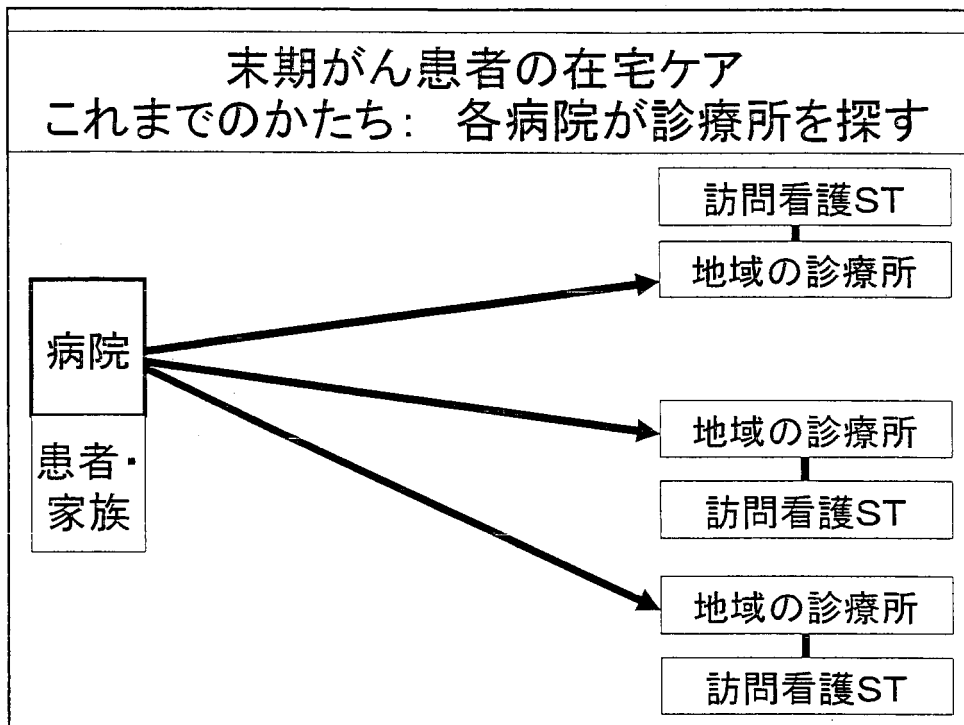 末期がん患者の在宅ケア
これまでのかたち： 各病院が診療所を探す
訪問看護ST
地域の診療所
病院
患者・
家族
地域の診療所
訪問看護ST
地域の診療所
訪問看護ST